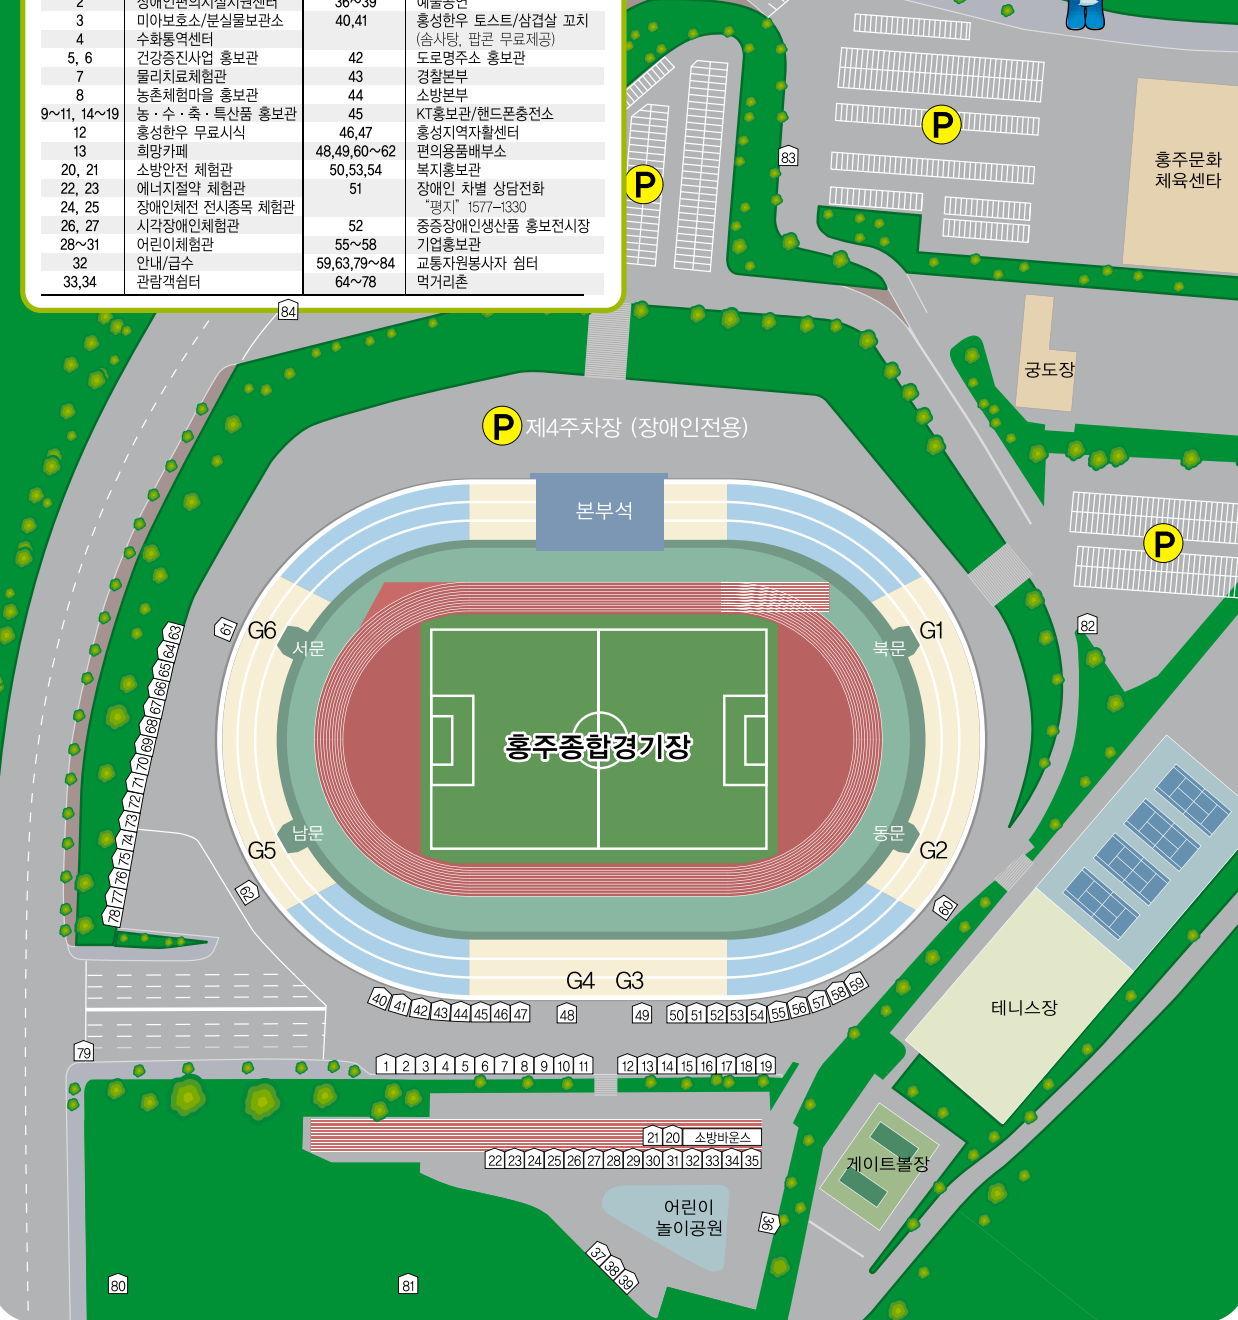 2 장애인편의시설지원센터 36~39 예술공연
3 미아보호소/분실물보관소 40,41 홍성한우 토스트/삼겹살 꼬치
4 수화통역센터 (솜사탕, 팝콘 무료제공)
5, 6 건강증진사업 홍보관 42 도로명주소 홍보관
7 물리치료체험관 43 경찰본부
8 농촌체험마을 홍보관 44 소방본부
9~11, 14~19 농·수·축·특산품 홍보관 45 KT홍보관/핸드폰충전소
12 홍성한우 무료시식 46,47 홍성지역자활센터
13 희망카페 48,49,60~62 편의용품배부소
20, 21 소방안전 체험관 50,53,54 복지홍보관
22, 23 에너지절약 체험관 51 장애인 차별 상담전화
24, 25 장애인체전 전시종목 체험관 “평지” 1577-1330
26, 27 시각장애인체험관 52 중증장애인생산품 홍보전시장
28~31 어린이체험관 55~58 기업홍보관
32 안내/급수 59,63,79~84 교통자원봉사자 쉼터
33,34 관람객쉼터 64~78 먹거리촌
P
83
P
홍주문화
체육센타
84
궁도장
P 제4주차장 (장애인전용)
본부석
P
82
61
G6
서문
북문
G1
63
64
65
66
67
68
69
70
71
72
73
74
75
76
77
78
홍주종합경기장
G5
남문
동문
G2
62
60
G4 G3
40 41 42 43 44 45 46 47 48 49 50 51 52 53 54 55 56 57 58 59
테니스장
79
1 2 3 4 5 6 7 8 9 10 11 12 13 14 15 16 17 18 19
21 20 소방바운스
22 23 24 25 26 27 28 29 30 31 32 33 34 35
게이트볼장
어린이
놀이공원
36
37
38
39
80
81